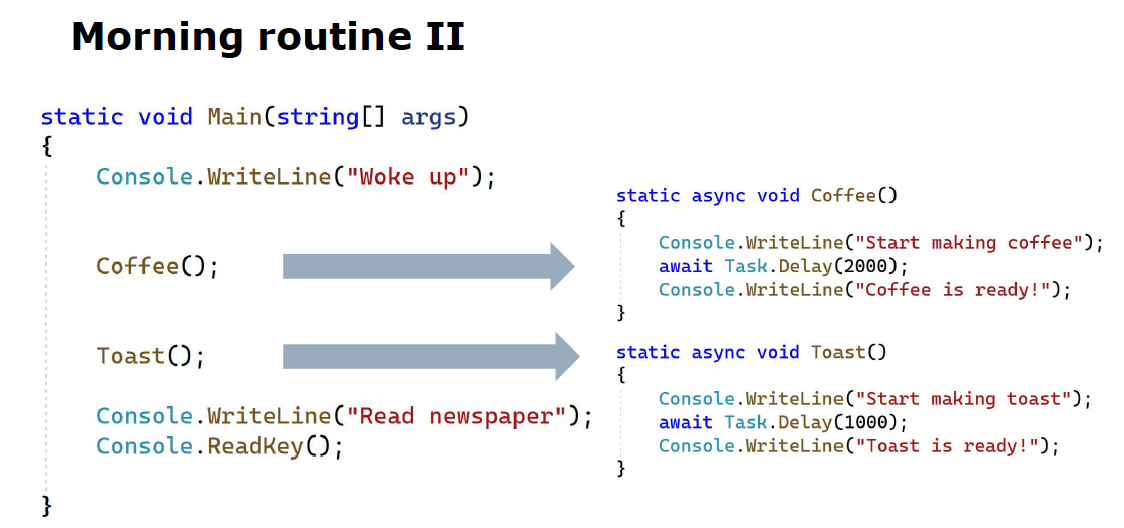 Morning routine II
static void Main(string[] args)
{
Console.WriteLine("Woke up");
Coffee();
Toast();
Console.WriteLine("Read newspaper");
Console.ReadKey();
}
static async void Coffee()
{
Console.WriteLine("Start making coffee");
await Task.Delay(2000);
Console.WriteLine("Coffee is ready!");
}
static async void Toast()
{
Console.WriteLine("Start making toast");
await Task.Delay(1000);
Console.WriteLine("Toast is ready!");
}